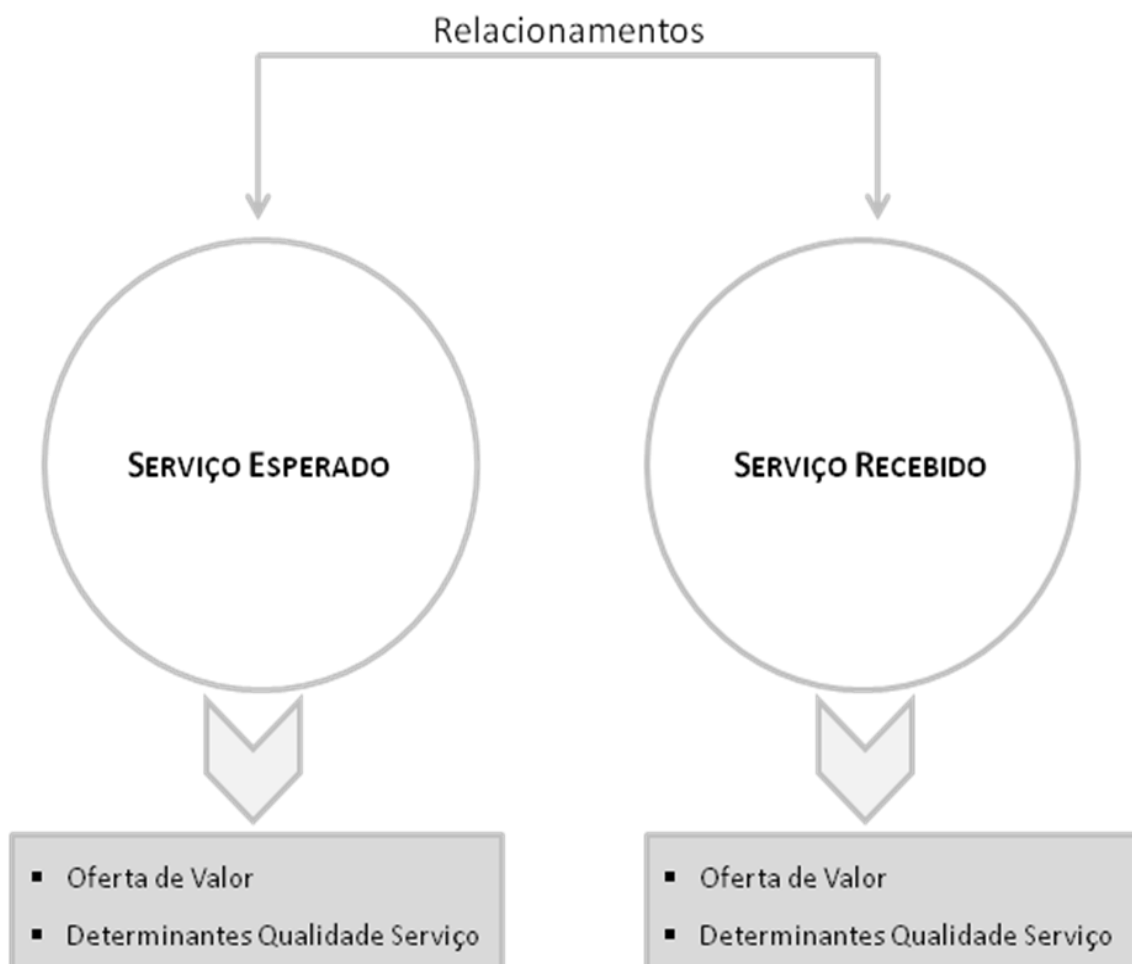 Relacionamentos
SERVIÇO ESPERADO
SERVIÇO RECEBIDO
▪ Oferta de Valor
▪ Determinantes Qualidade Serviço
▪ Oferta de Valor
▪ Determinantes Qualidade Serviço